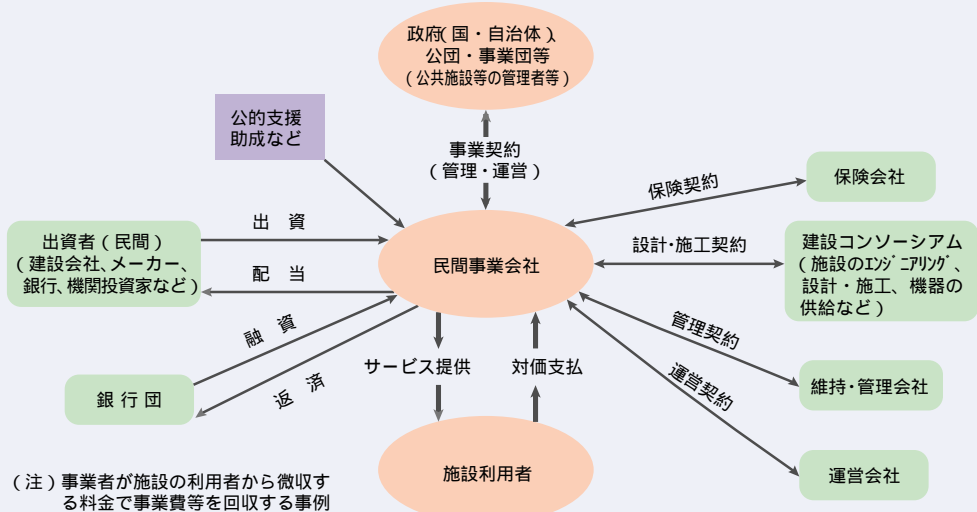 政府(国・自治体)、
公団・事業団等
(公共施設等の管理者等)
公的支援
助成など
事業契約
(管理・運営)
保険契約
保険会社
出資者(民間)
(建設会社、メーカー、
銀行、機関投資家など)
出 資
配 当
民間事業会社
設計・施工契約
建設コンソーシアム
(施設のエンジニアリング、
設計・施工、機器の
供給など)
融 資
返 済
銀 行 団
サービス提供
対価支払
管理契約
運営契約
維持・管理会社
施設利用者
運営会社
(注)事業者が施設の利用者から微収す
る料金で事業費等を回収する事例